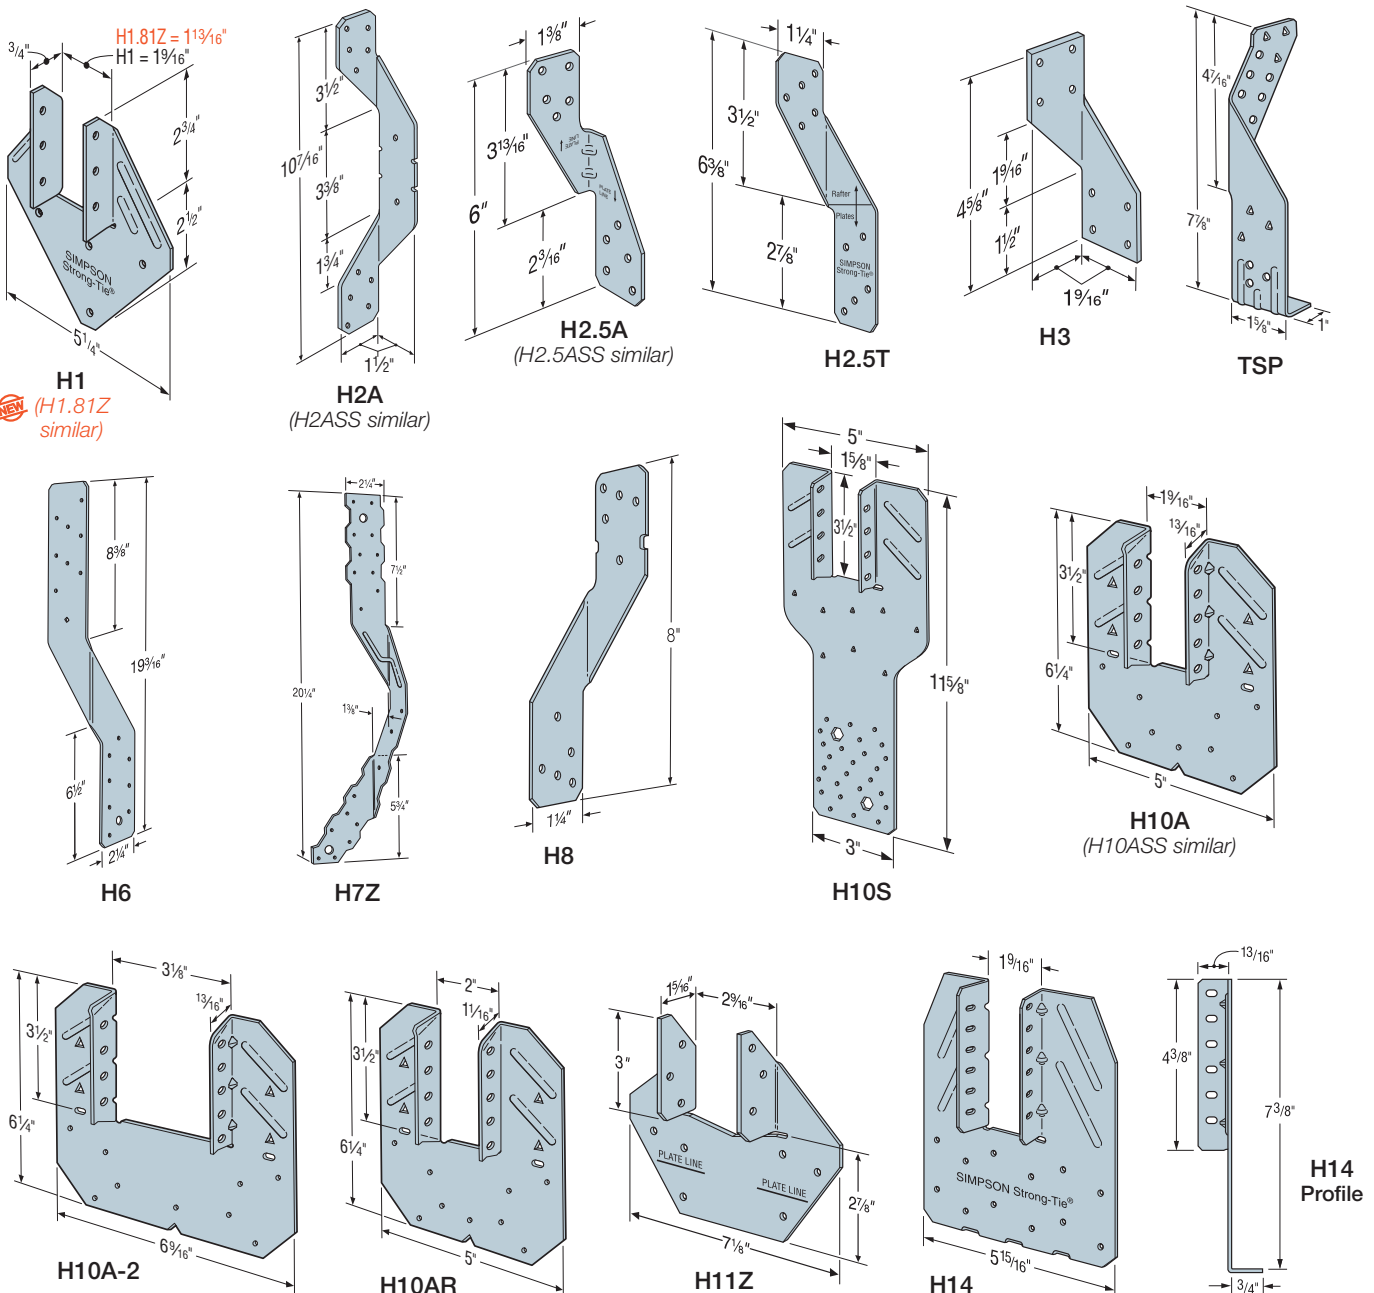 H1.81Z = 1 13/16"
H1 = 1 9/16"
3/4"
2 3/4"
2 1/2"
SIMPSON
Strong-Tie®
5 1/4"
H1
NEW (H1.81Z
similar)
3 1/2"
10 7/16"
3 3/8"
1 3/4"
1 1/2"
H2A
(H2ASS similar)
1 3/8"
3 13/16"
6"
2 3/16"
PLATE
LINE
PLATE
LINE
H2.5A
(H2.5ASS similar)
1 1/4"
3 1/2"
6 3/8"
Rafter
Plates
2 7/8"
SIMPSON
Strong-Tie®
H2.5T
1 9/16"
4 5/8"
1 1/2"
1 9/16"
H3
4 7/16"
7 7/8"
1 5/8"
1"
TSP
8 3/8"
19 3/16"
6 1/2"
2 1/4"
H6
2 1/4"
7 1/2"
20 1/4"
1 3/8"
5 3/4"
H7Z
8"
1 1/4"
H8
5"
1 5/8"
3 1/2"
11 5/8"
3"
H10S
1 9/16"
13/16"
3 1/2"
6 1/4"
5"
H10A
(H10ASS similar)
3 1/8"
13/16"
3 1/2"
6 1/4"
6 9/16"
H10A-2
2"
1 1/16"
3 1/2"
6 1/4"
5"
H10AR
1 5/16"
2 9/16"
3"
PLATE LINE
PLATE LINE
2 7/8"
7 1/8"
H11Z
1 9/16"
SIMPSON Strong-Tie®
5 15/16"
H14
13/16"
4 3/8"
7 3/8"
3/4"
H14
Profile